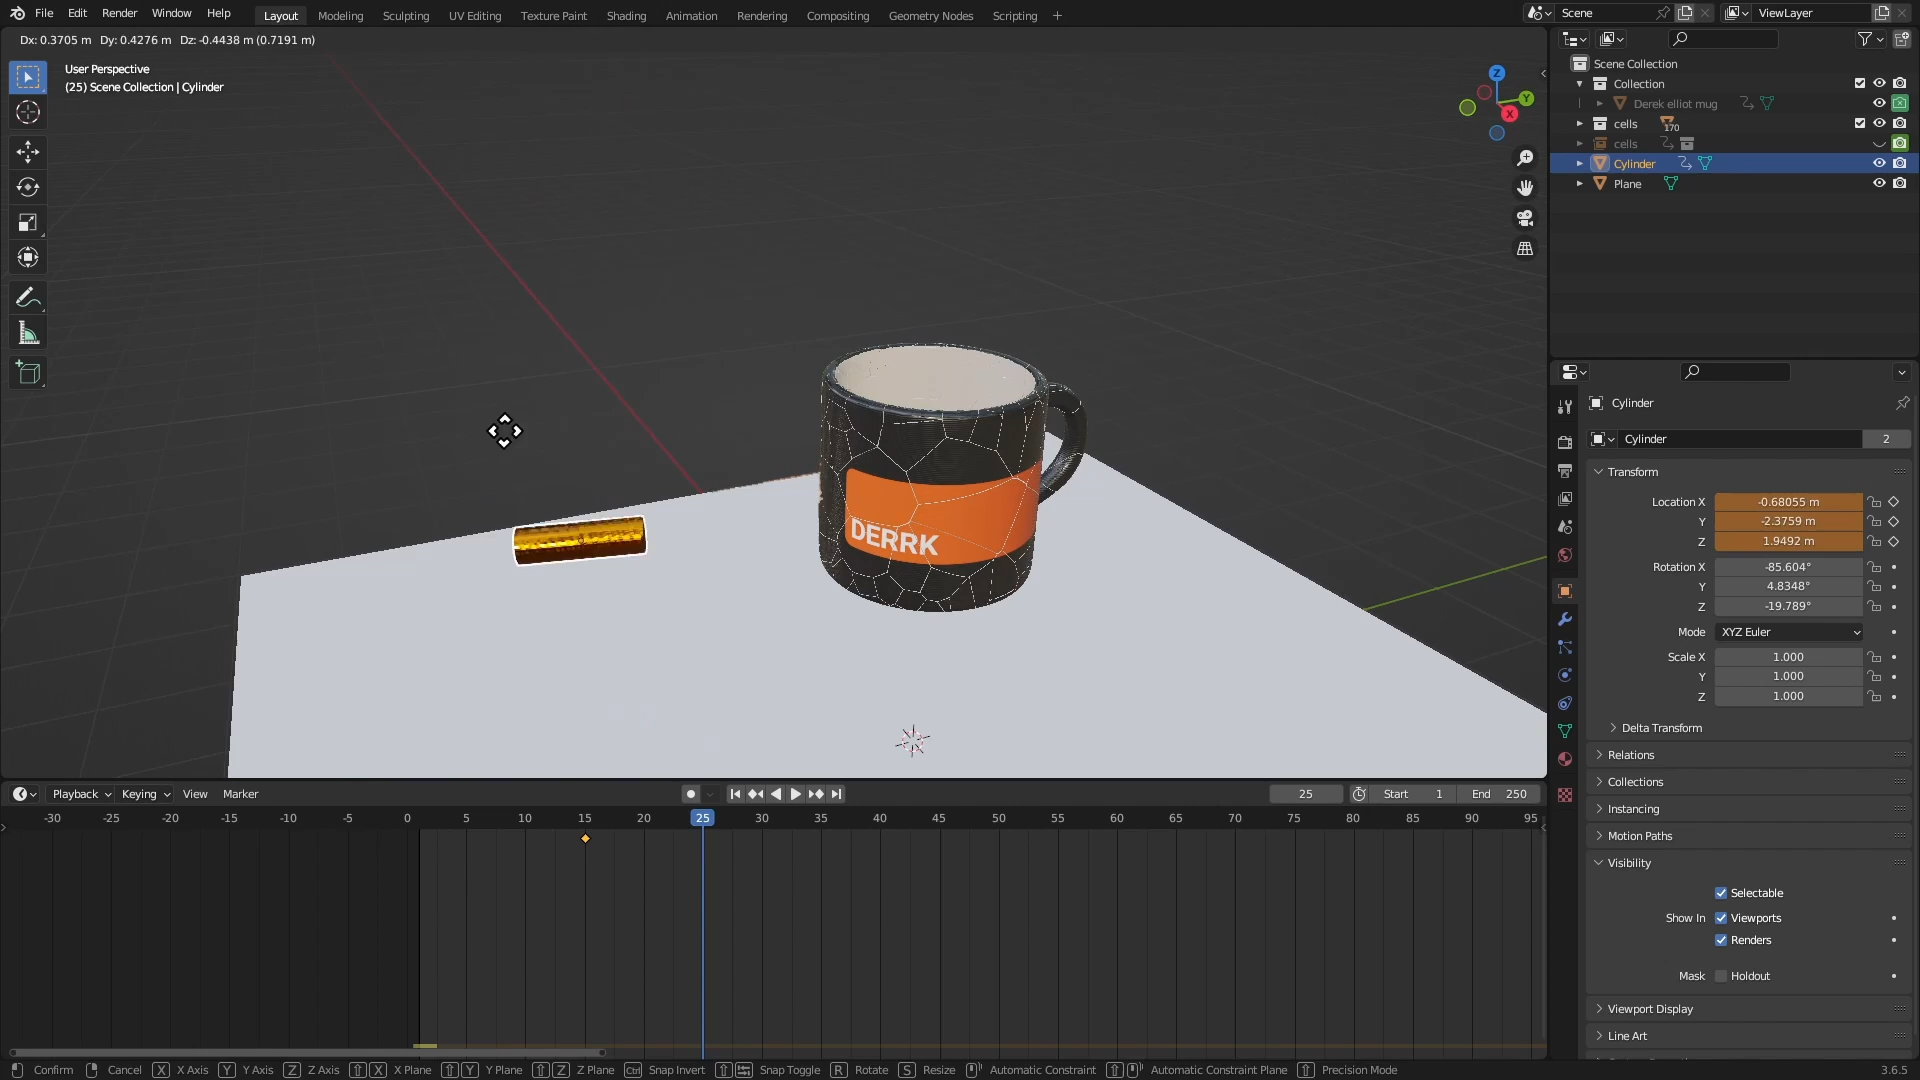 File Edit Render Window Help Layout Modeling Sculpting UV Editing Texture Paint Shading Animation Rendering Compositing Geometry Nodes Scripting + Scene ViewLayer
Dx: 0.3705 m Dy: 0.4276 m Dz: -0.4438 m (0.7191 m)
User Perspective
(25) Scene Collection | Cylinder
Z
Y
X
DERRK
Scene Collection
Collection
Derek elliot mug
cells 170
cells
Cylinder
Plane
Cylinder
Cylinder 2
Transform
Location X -0.68055 m
Y -2.3759 m
Z 1.9492 m
Rotation X -85.604°
Y 4.8348°
Z -19.789°
Mode XYZ Euler
Scale X 1.000
Y 1.000
Z 1.000
Delta Transform
Relations
Collections
Instancing
Motion Paths
Visibility
Selectable
Show In Viewports
Renders
Mask Holdout
Viewport Display
Line Art
Playback Keying View Marker 25 Start 1 End 250
-30 -25 -20 -15 -10 -5 0 5 10 15 20 25 30 35 40 45 50 55 60 65 70 75 80 85 90 95
Confirm Cancel X X Axis Y Y Axis Z Z Axis X X Plane Y Y Plane Z Z Plane Ctrl Snap Invert Snap Toggle R Rotate S Resize Automatic Constraint Automatic Constraint Plane Precision Mode 3.6.5